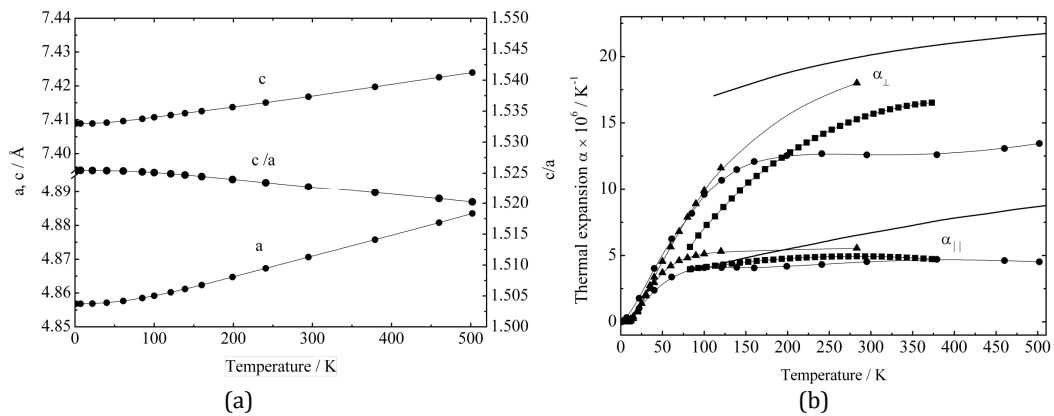 7.44
7.43
7.42
7.41
7.40
4.89
4.88
4.87
4.86
4.85
a, c / Å
0 100 200 300 400 500
Temperature / K
1.550
1.545
1.540
1.535
1.530
1.525
1.520
1.515
1.510
1.505
1.500
c/a
c
c/a
a
(a)
20
15
10
5
0
Thermal expansion α × 10⁶ / K⁻¹
0 50 100 150 200 250 300 350 400 450 500
Temperature / K
α⊥
α||
(b)